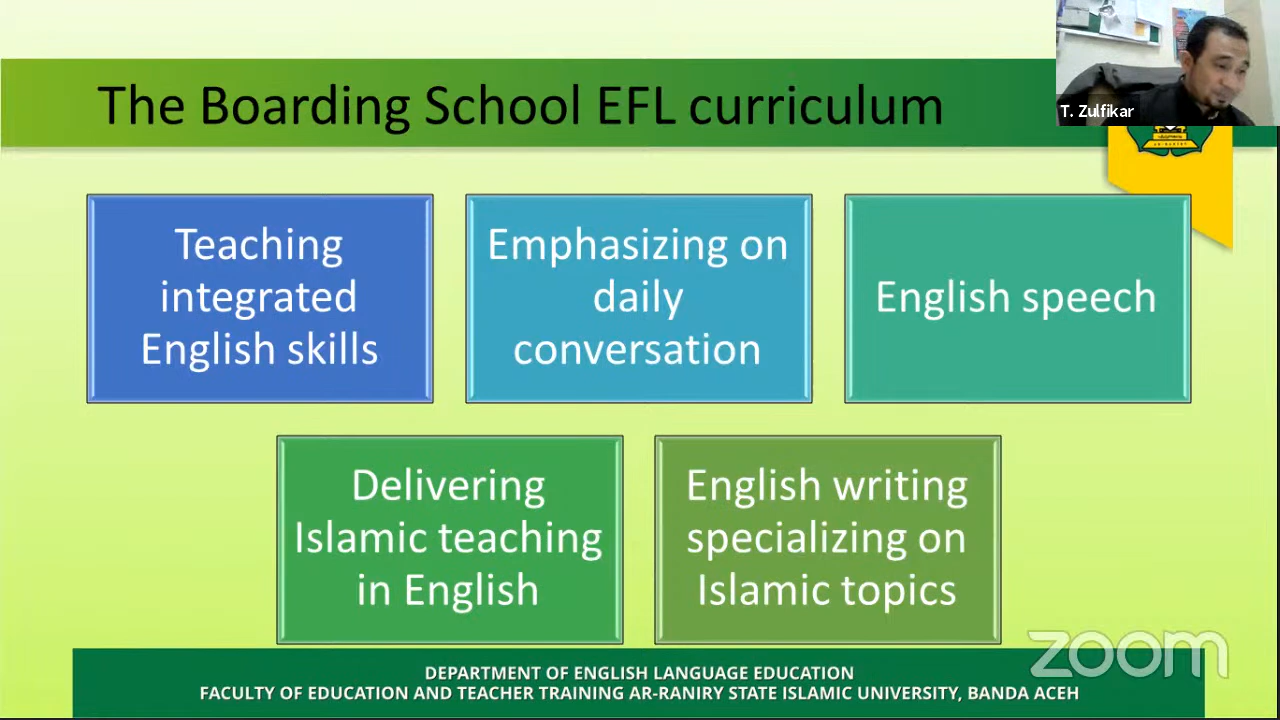 The Boarding School EFL curriculum
T. Zulfikar
Teaching
integrated
English skills
Emphasizing on
daily
conversation
English speech
Delivering
Islamic teaching
in English
English writing
specializing on
Islamic topics
zoom
DEPARTMENT OF ENGLISH LANGUAGE EDUCATION
FACULTY OF EDUCATION AND TEACHER TRAINING AR-RANIRY STATE ISLAMIC UNIVERSITY, BANDA ACEH